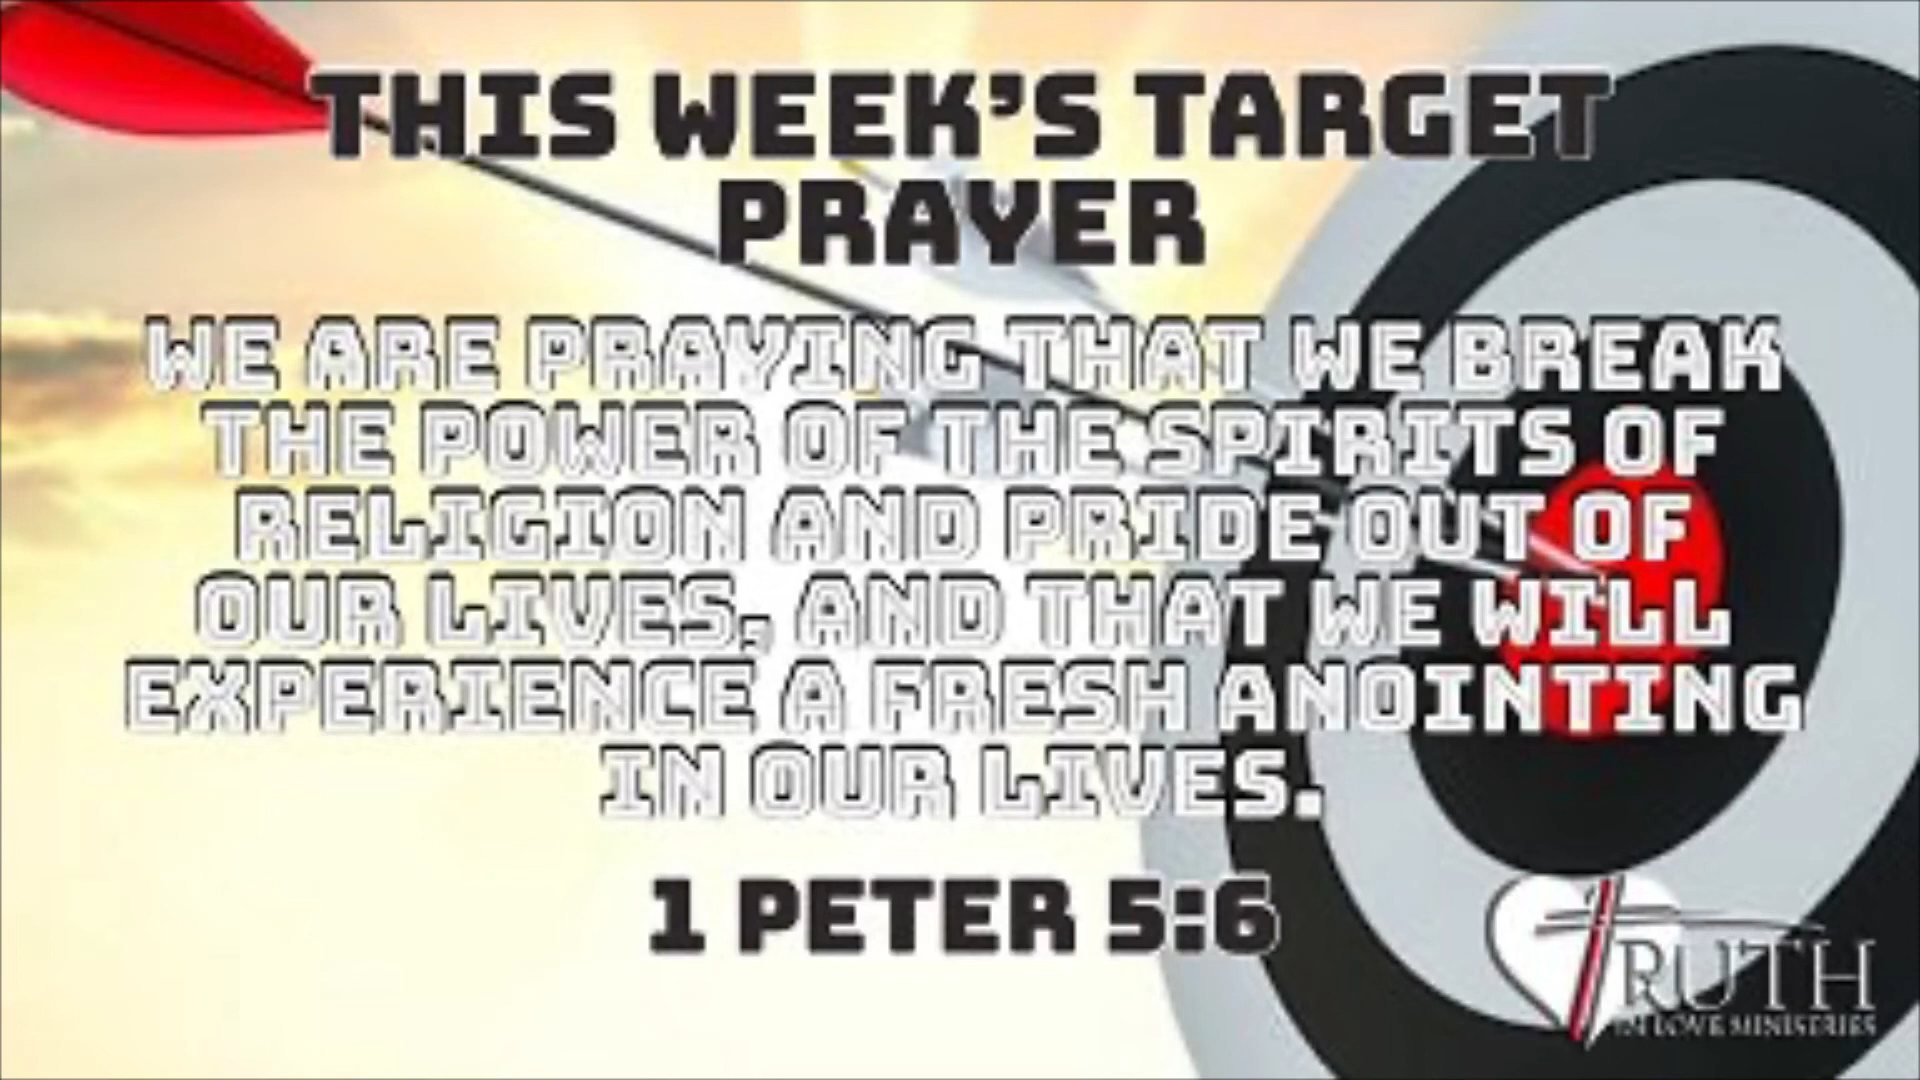 THIS WEEK'S TARGET
PRAYER
WE ARE PRAYING THAT WE BREAK
THE POWER OF THE SPIRITS OF
RELIGION AND PRIDE OUT OF
OUR LIVES, AND THAT WE WILL
EXPERIENCE A FRESH ANOINTING
IN OUR LIVES.
1 PETER 5:6
TRUTH
IN LOVE MINISTRIES